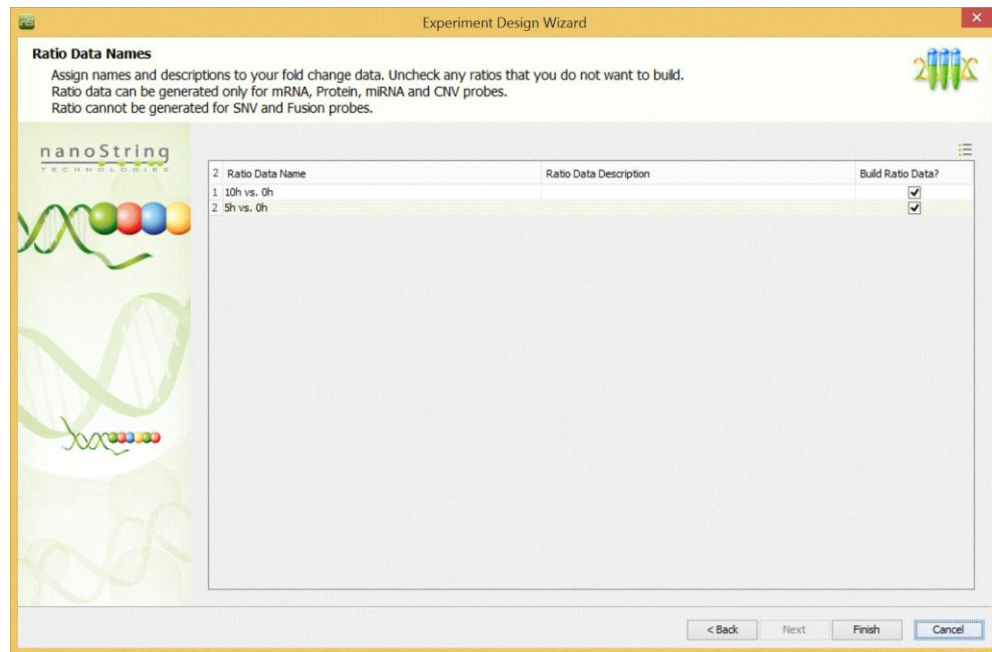 Experiment Design Wizard
Ratio Data Names
Assign names and descriptions to your fold change data. Uncheck any ratios that you do not want to build.
Ratio data can be generated only for mRNA, Protein, miRNA and CNV probes.
Ratio cannot be generated for SNV and Fusion probes.
nanoString
TECHNOLOGIES
2 Ratio Data Name Ratio Data Description Build Ratio Data?
1 10h vs. 0h
2 5h vs. 0h
< Back Next Finish Cancel